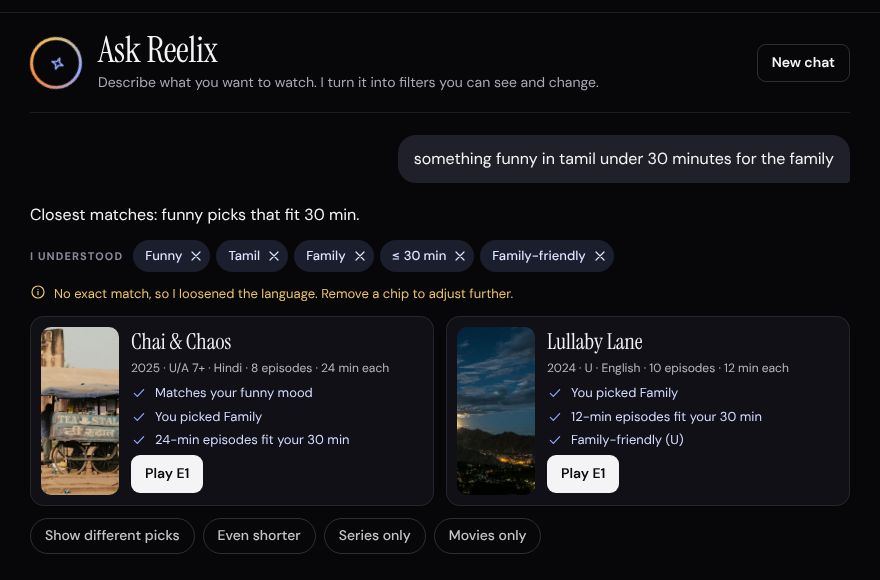 Ask Reelix
Describe what you want to watch. I turn it into filters you can see and change.
New chat
something funny in tamil under 30 minutes for the family
Closest matches: funny picks that fit 30 min.
I UNDERSTOOD
Funny
Tamil
Family
≤ 30 min
Family-friendly
No exact match, so I loosened the language. Remove a chip to adjust further.
Chai & Chaos
2025 · U/A 7+ · Hindi · 8 episodes · 24 min each
Matches your funny mood
You picked Family
24-min episodes fit your 30 min
Play E1
Lullaby Lane
2024 · U · English · 10 episodes · 12 min each
You picked Family
12-min episodes fit your 30 min
Family-friendly (U)
Play E1
Show different picks
Even shorter
Series only
Movies only